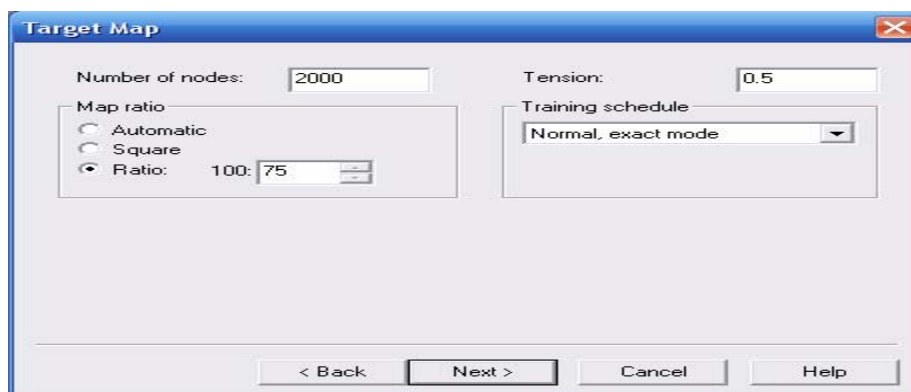 Target Map
Number of nodes: 2000
Tension: 0.5
Map ratio
Automatic
Square
Ratio: 100: 75
Training schedule
Normal, exact mode
< Back Next > Cancel Help